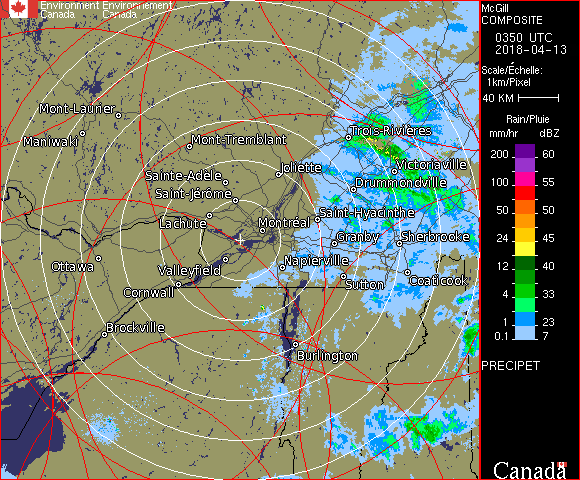 Environment Environnement
Canada Canada
McGill
COMPOSITE
0350 UTC
2018-04-13
Scale/Échelle:
1km/Pixel
40 KM
Rain/Pluie
mm/hr dBZ
200 60
100 55
50 50
24 45
12 40
4 33
1 23
0.1 7
PRECIPET
Canada
Mont-Laurier
Maniwaki
Mont-Tremblant
Trois-Rivières
Joliette
Victoriaville
Sainte-Adèle
Drummondville
Saint-Jérôme
Lachute
Saint-Hyacinthe
Montréal
Granby
Sherbrooke
Ottawa
Valleyfield
Napierville
Cornwall
Sutton
Coaticook
Brockville
Burlington